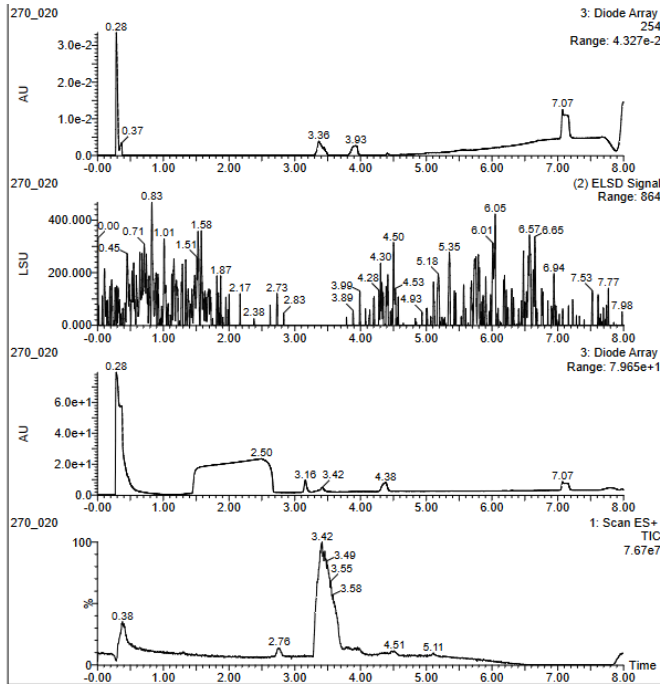 270_020
3: Diode Array
254
Range: 4.327e-2
AU
3.0e-2
2.0e-2
1.0e-2
0.0
0.28
0.37
3.36
3.93
7.07
0.00 1.00 2.00 3.00 4.00 5.00 6.00 7.00 8.00
270_020
(2) ELSD Signal
Range: 864
LSU
400.000
200.000
0.000
0.00
0.45
0.71
0.83
1.01
1.51
1.58
1.87
2.17
2.38
2.73
2.83
3.89
3.99
4.28
4.30
4.50
4.53
4.93
5.18
5.35
6.01
6.05
6.57
6.65
6.94
7.53
7.77
7.98
0.00 1.00 2.00 3.00 4.00 5.00 6.00 7.00 8.00
270_020
3: Diode Array
Range: 7.965e+1
AU
6.0e+1
4.0e+1
2.0e+1
0.0
0.28
2.50
3.16
3.42
4.38
7.07
0.00 1.00 2.00 3.00 4.00 5.00 6.00 7.00 8.00
270_020
1: Scan ES+
TIC
7.67e7
%
100
0
0.38
2.76
3.42
3.49
3.55
3.58
4.51
5.11
Time
0.00 1.00 2.00 3.00 4.00 5.00 6.00 7.00 8.00